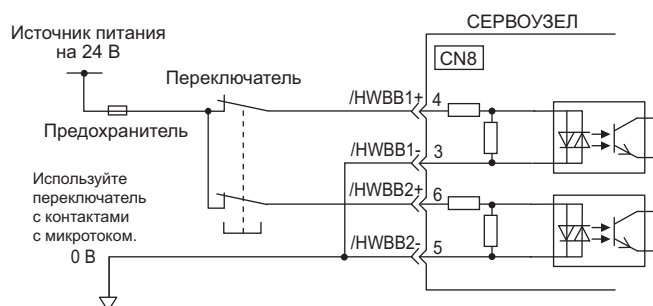 СЕРВОУЗЕЛ
Источник питания
на 24 В
CN8
Переключатель
/HWBB1+ 4
Предохранитель
/HWBB1- 3
Используйте
переключатель
с контактами
с микротоком.
/HWBB2+ 6
/HWBB2- 5
0 В